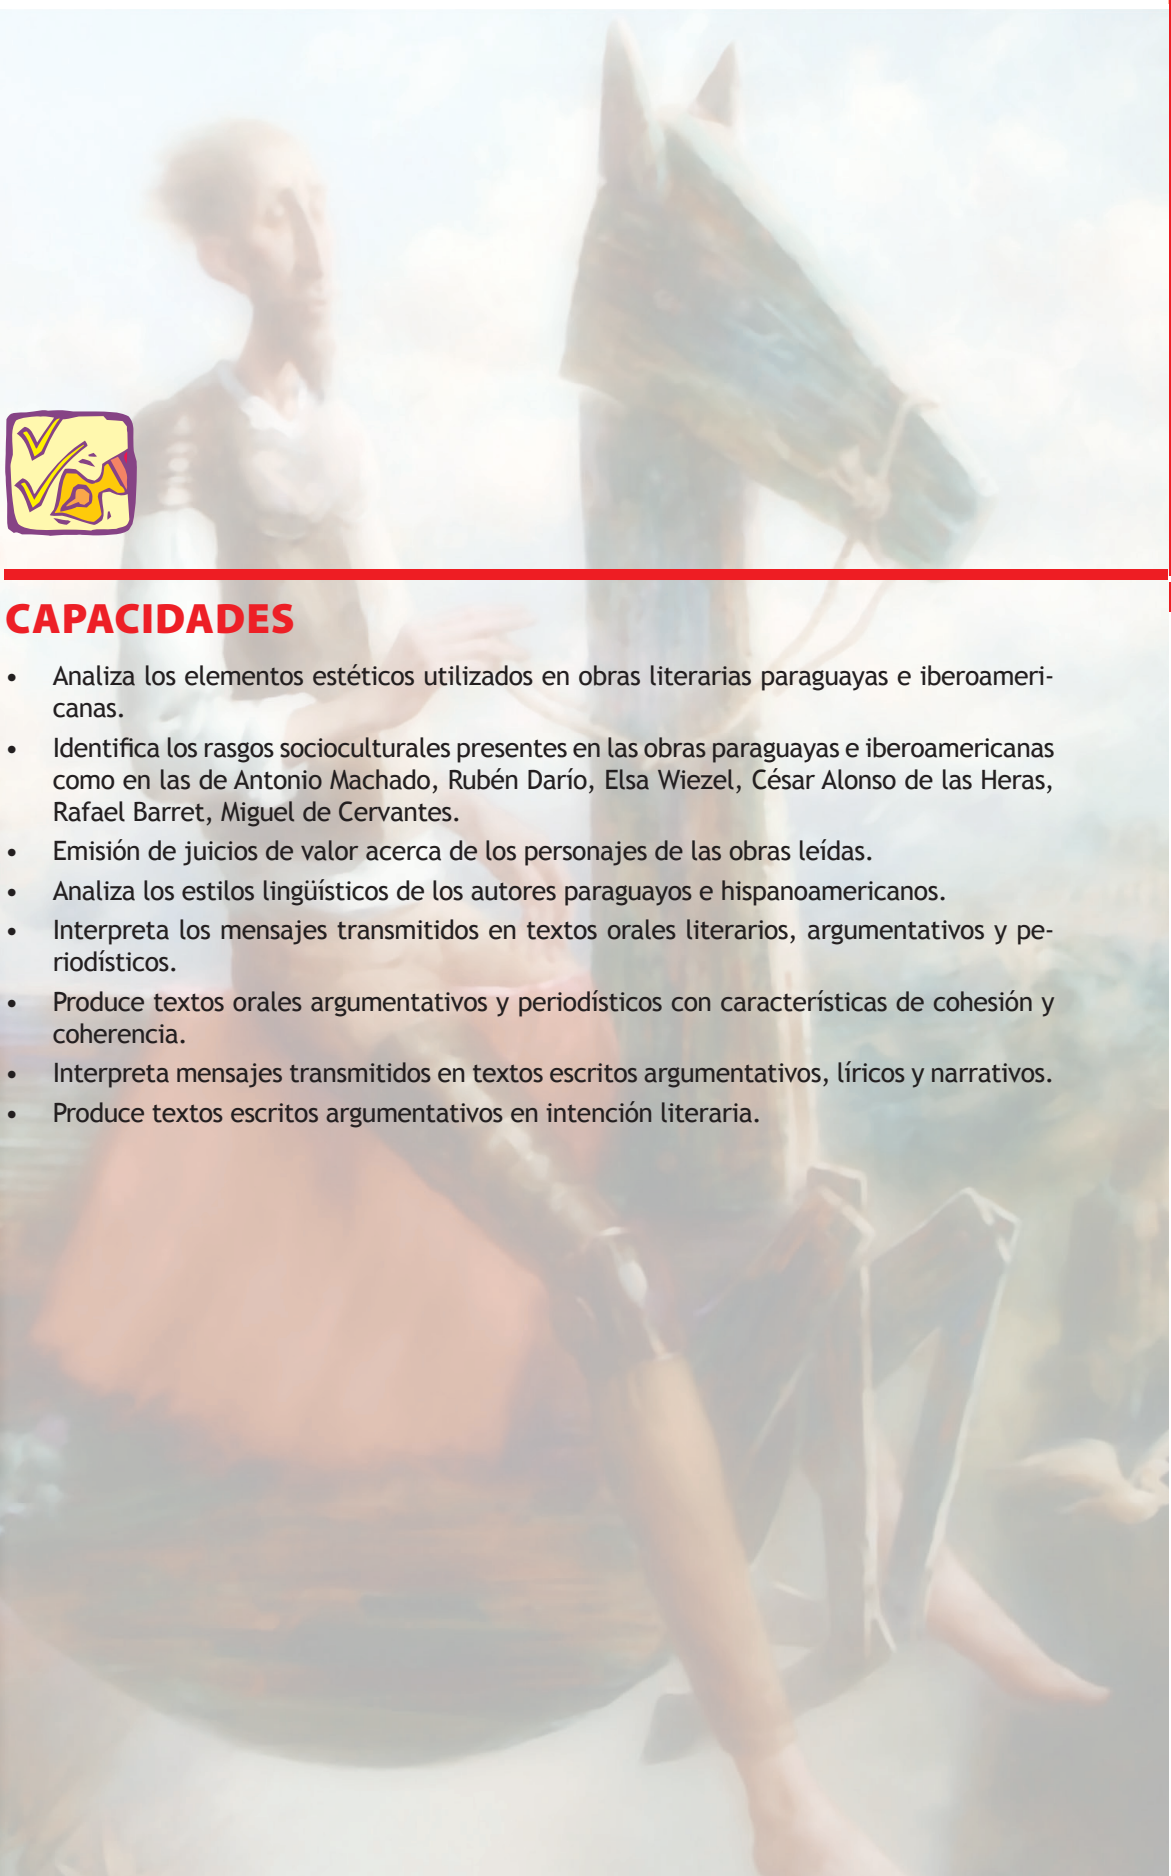 CAPACIDADES
• Analiza los elementos estéticos utilizados en obras literarias paraguayas e iberoameri-
canas.
• Identifica los rasgos socioculturales presentes en las obras paraguayas e iberoamericanas
como en las de Antonio Machado, Rubén Darío, Elsa Wiezel, César Alonso de las Heras,
Rafael Barret, Miguel de Cervantes.
• Emisión de juicios de valor acerca de los personajes de las obras leídas.
• Analiza los estilos lingüísticos de los autores paraguayos e hispanoamericanos.
• Interpreta los mensajes transmitidos en textos orales literarios, argumentativos y pe-
riodísticos.
• Produce textos orales argumentativos y periodísticos con características de cohesión y
coherencia.
• Interpreta mensajes transmitidos en textos escritos argumentativos, líricos y narrativos.
• Produce textos escritos argumentativos en intención literaria.